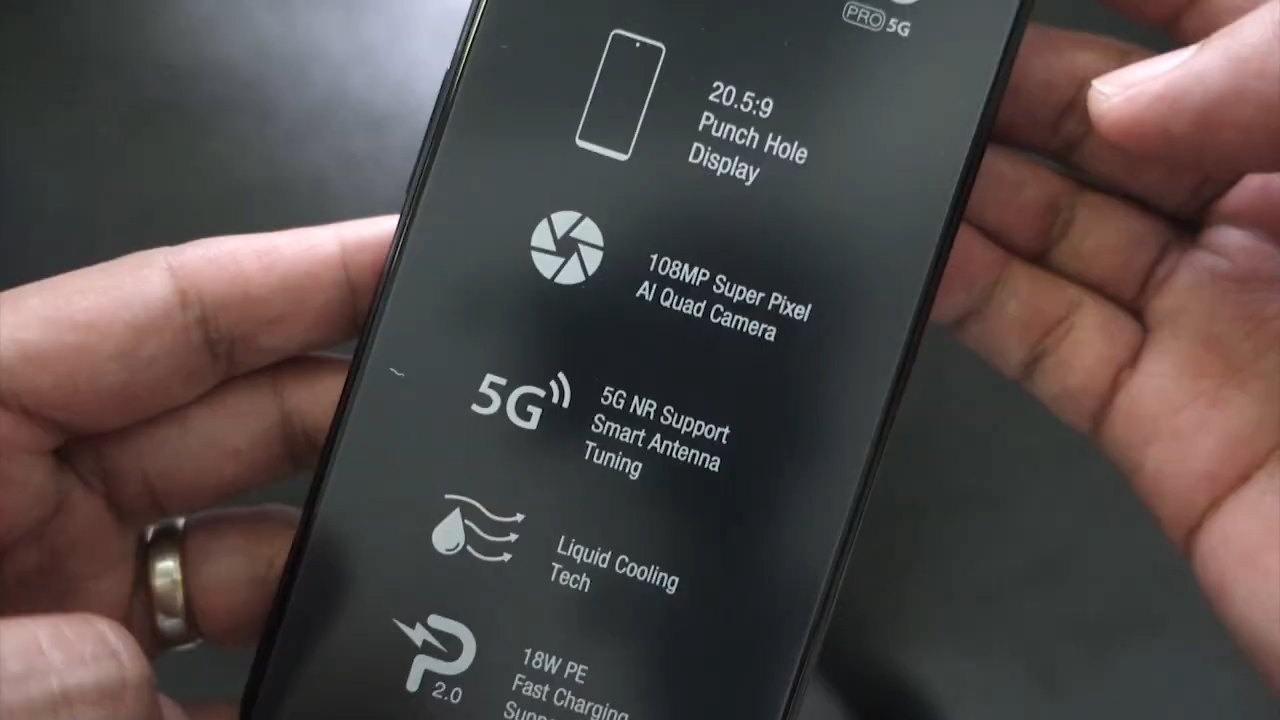 PRO 5G
20.5:9
Punch Hole
Display
108MP Super Pixel
AI Quad Camera
5G
5G NR Support
Smart Antenna
Tuning
Liquid Cooling
Tech
P
2.0
18W PE
Fast Charging